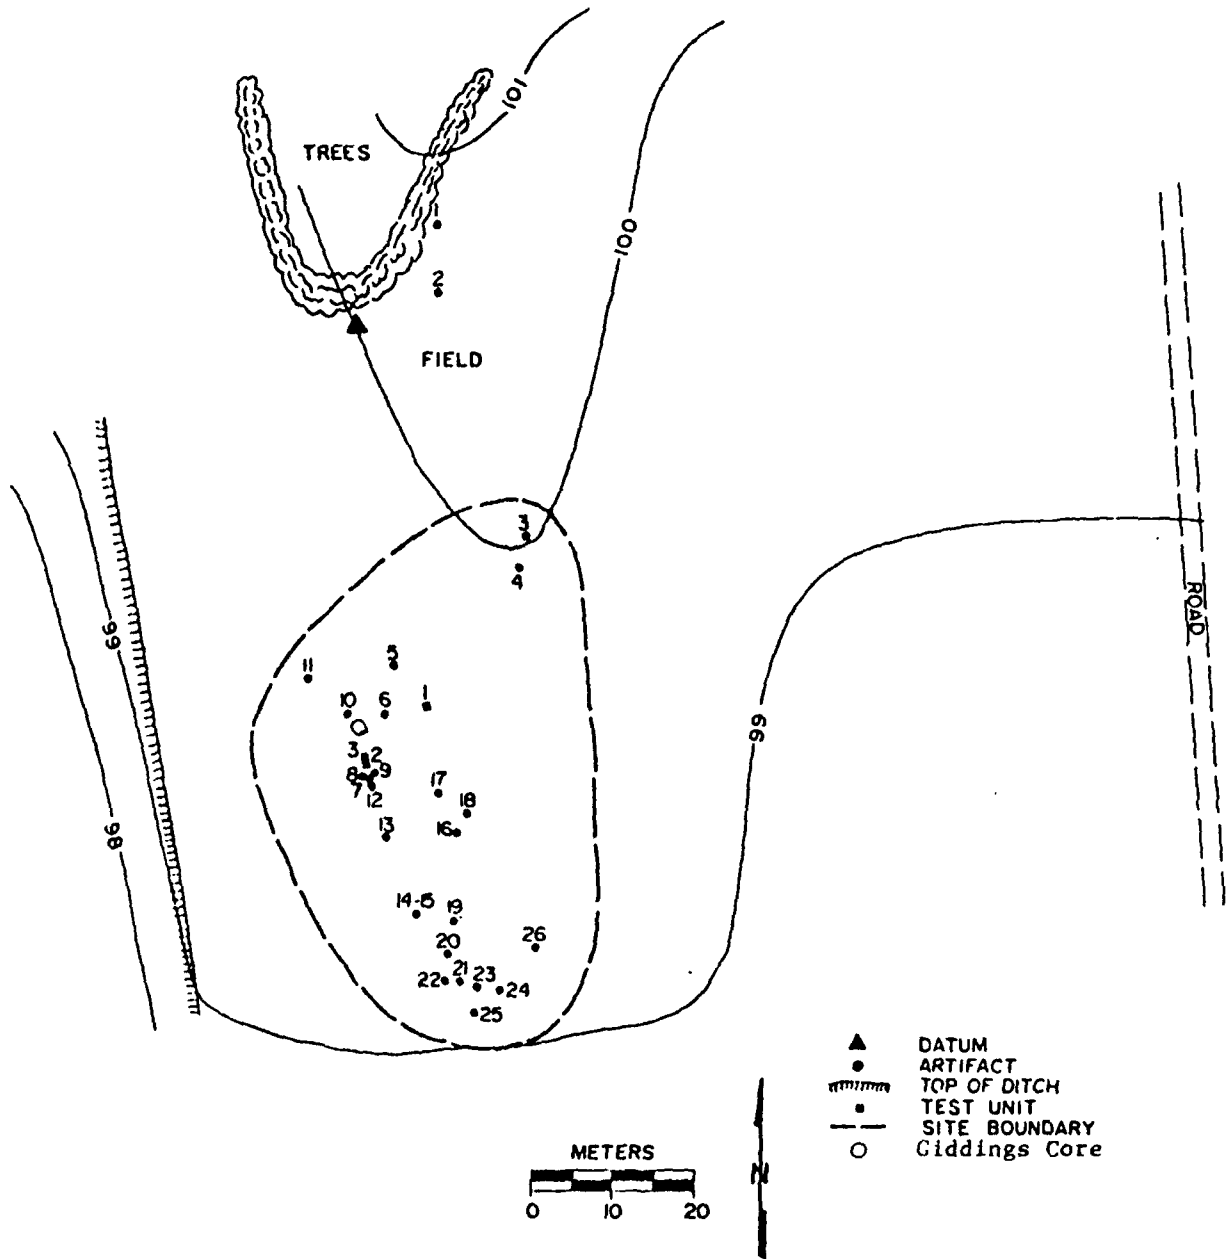 101
TREES
1
100
2
FIELD
3
4
99
ROAD
5
11
1
10
6
3
2
8
9
7
12
99
17
18
98
13
16
14-15
19
26
20
21
23
22
24
25
DATUM
ARTIFACT
TOP OF DITCH
TEST UNIT
SITE BOUNDARY
Giddings Core
METERS
0 10 20
N